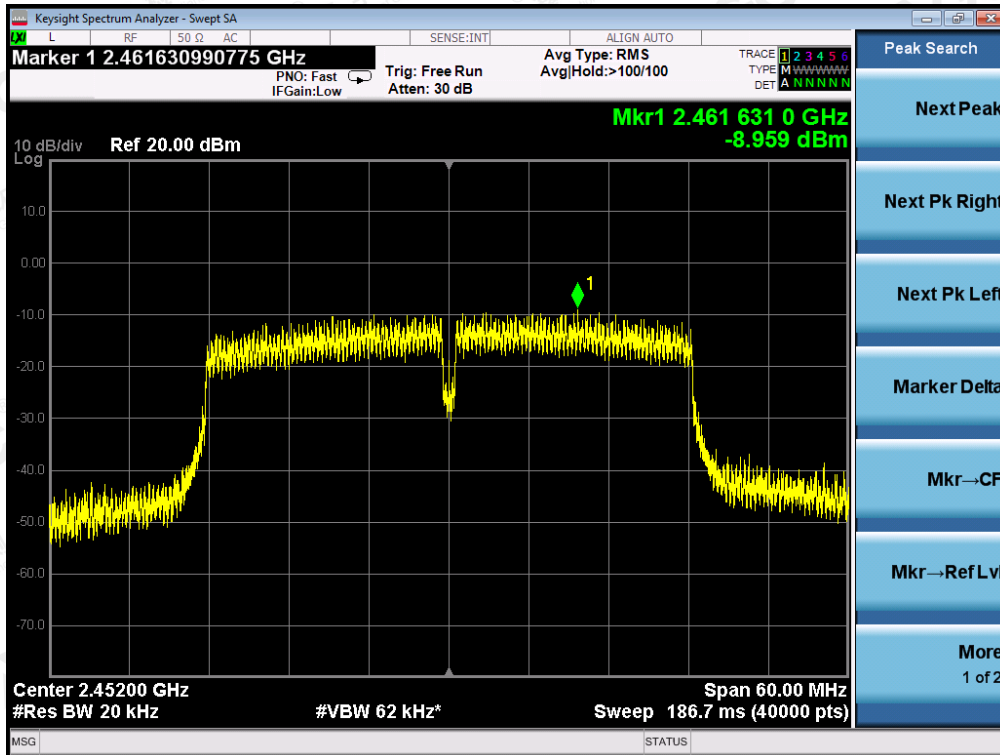 Keysight Spectrum Analyzer - Swept SA
LXI L RF 50 Ω AC SENSE:INT ALIGN AUTO
Marker 1 2.461630990775 GHz
PNO: Fast
IFGain:Low
Trig: Free Run
Atten: 30 dB
Avg Type: RMS
Avg|Hold:>100/100
TRACE 1 2 3 4 5 6
TYPE M WWWWW
DET A N N N N N
Mkr1 2.461 631 0 GHz
-8.959 dBm
10 dB/div Ref 20.00 dBm
Log
10.0
0.00
-10.0
-20.0
-30.0
-40.0
-50.0
-60.0
-70.0
1
Center 2.45200 GHz Span 60.00 MHz
#Res BW 20 kHz #VBW 62 kHz* Sweep 186.7 ms (40000 pts)
MSG STATUS
Peak Search
Next Peak
Next Pk Right
Next Pk Left
Marker Delta
Mkr→CF
Mkr→Ref Lvl
More
1 of 2